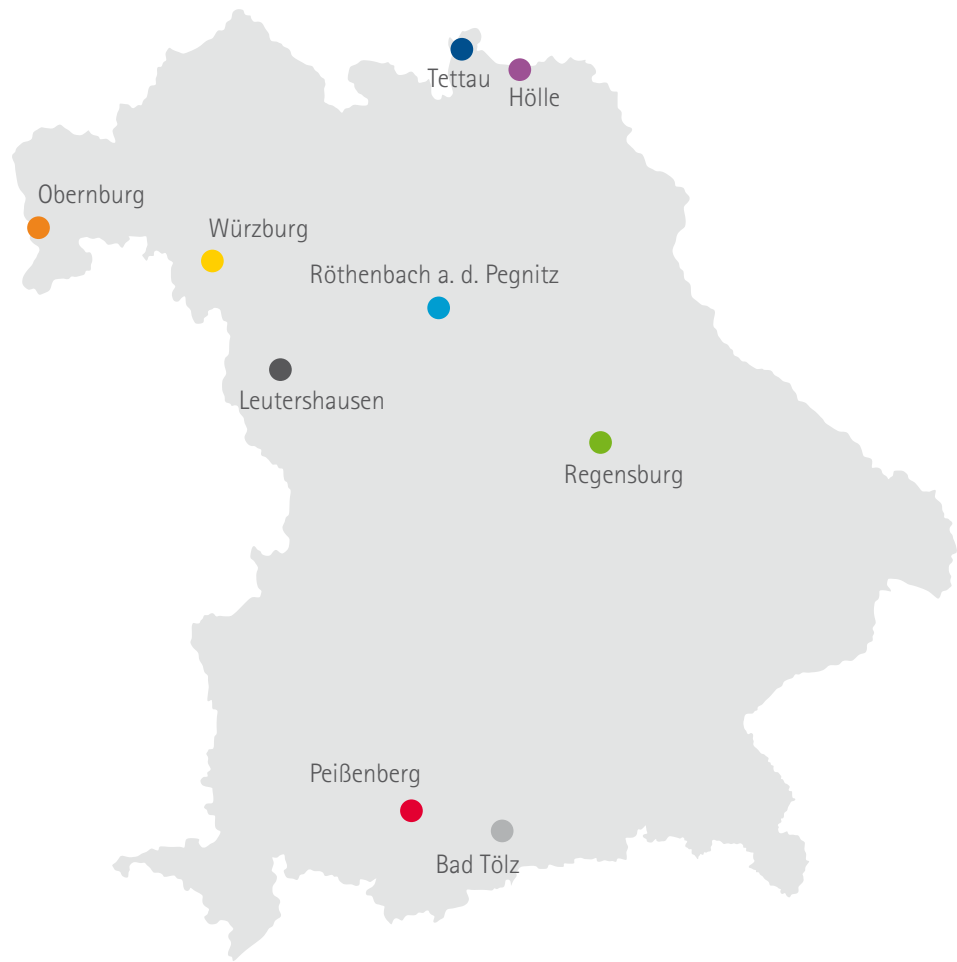 Tettau
Hölle
Obernburg
Würzburg
Röthenbach a. d. Pegnitz
Leutershausen
Regensburg
Peißenberg
Bad Tölz